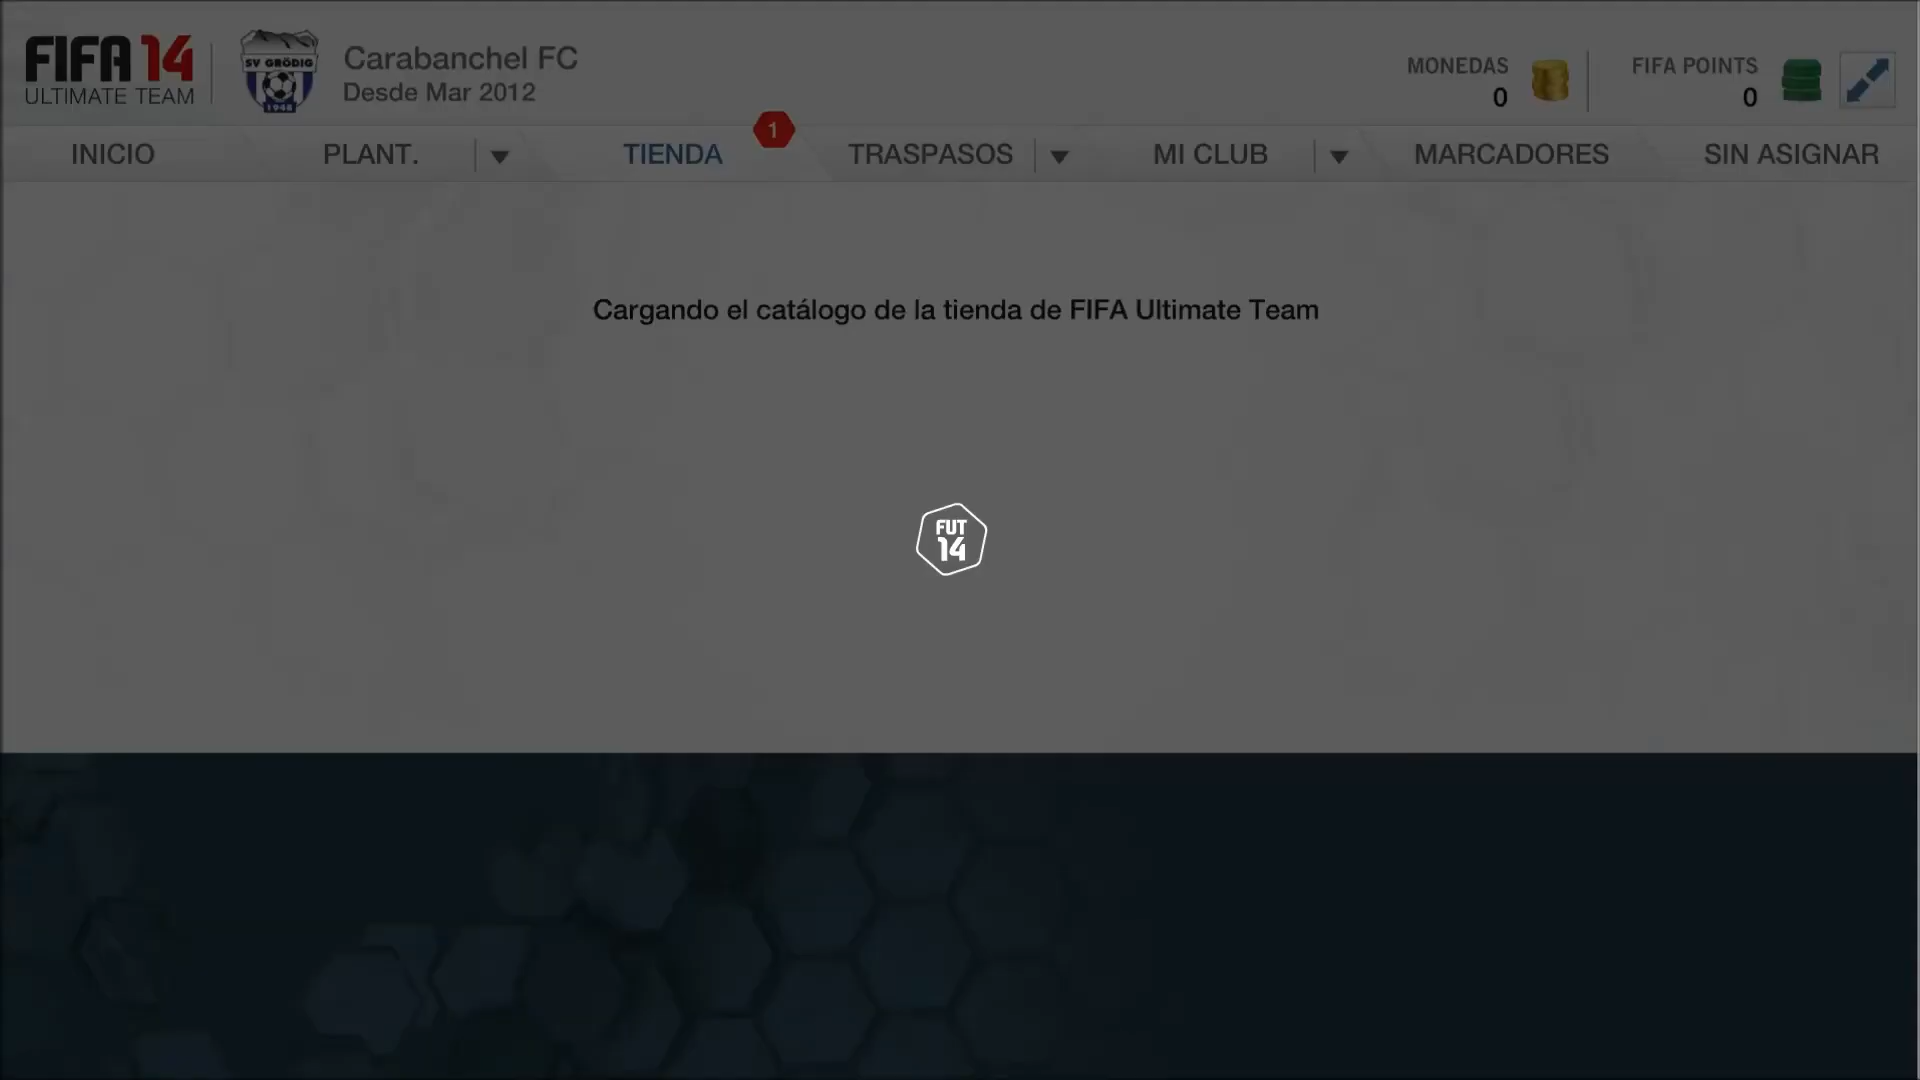 FIFA 14
ULTIMATE TEAM
SV GRÖDIG
1948
Carabanchel FC
Desde Mar 2012
MONEDAS
0
FIFA POINTS
0
INICIO
PLANT.
TIENDA
1
TRASPASOS
MI CLUB
MARCADORES
SIN ASIGNAR
Cargando el catálogo de la tienda de FIFA Ultimate Team
FUT
14